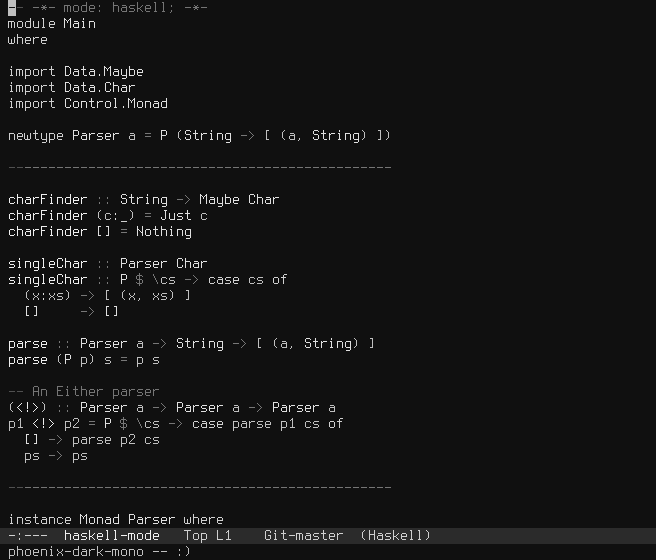 -- -*- mode: haskell; -*-
module Main
where

import Data.Maybe
import Data.Char
import Control.Monad

newtype Parser a = P (String -> [ (a, String) ])

------------------------------------------------

charFinder :: String -> Maybe Char
charFinder (c:_) = Just c
charFinder [] = Nothing

singleChar :: Parser Char
singleChar :: P $ \cs -> case cs of
  (x:xs) -> [ (x, xs) ]
  []     -> []

parse :: Parser a -> String -> [ (a, String) ]
parse (P p) s = p s

-- An Either parser
(<!>) :: Parser a -> Parser a -> Parser a
p1 <!> p2 = P $ \cs -> case parse p1 cs of
  [] -> parse p2 cs
  ps -> ps

------------------------------------------------

instance Monad Parser where
-:---  haskell-mode   Top L1    Git-master  (Haskell)
phoenix-dark-mono -- :)